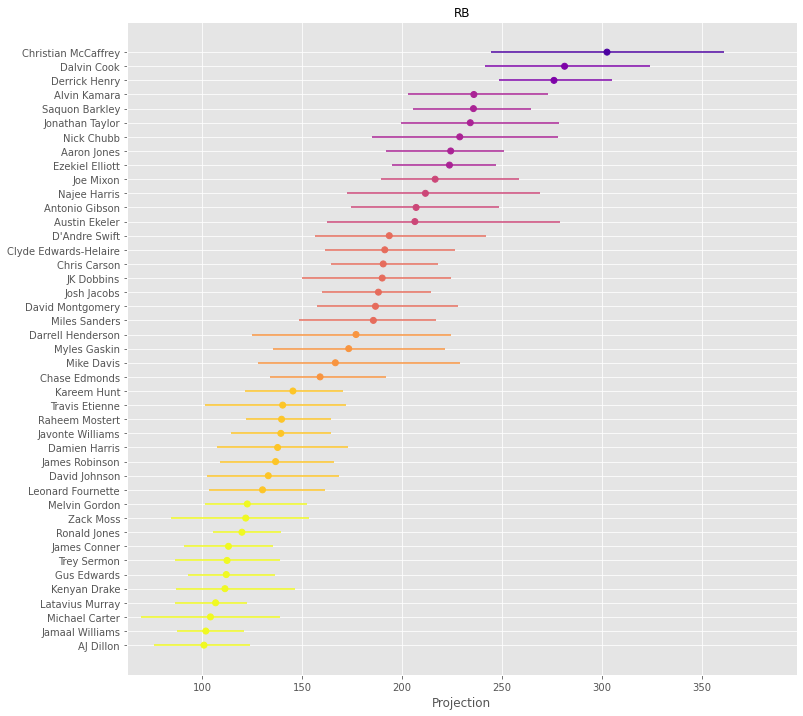 RB
Christian McCaffrey
Dalvin Cook
Derrick Henry
Alvin Kamara
Saquon Barkley
Jonathan Taylor
Nick Chubb
Aaron Jones
Ezekiel Elliott
Joe Mixon
Najee Harris
Antonio Gibson
Austin Ekeler
D'Andre Swift
Clyde Edwards-Helaire
Chris Carson
JK Dobbins
Josh Jacobs
David Montgomery
Miles Sanders
Darrell Henderson
Myles Gaskin
Mike Davis
Chase Edmonds
Kareem Hunt
Travis Etienne
Raheem Mostert
Javonte Williams
Damien Harris
James Robinson
David Johnson
Leonard Fournette
Melvin Gordon
Zack Moss
Ronald Jones
James Conner
Trey Sermon
Gus Edwards
Kenyan Drake
Latavius Murray
Michael Carter
Jamaal Williams
AJ Dillon
100 150 200 250 300 350
Projection